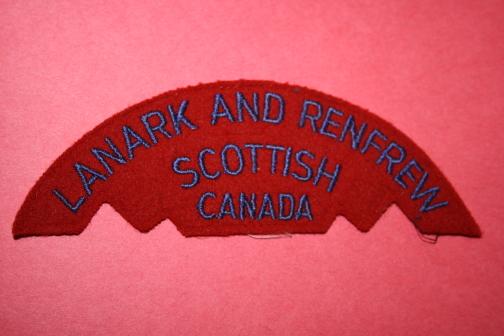 LANARK AND RENFREW
SCOTTISH
CANADA